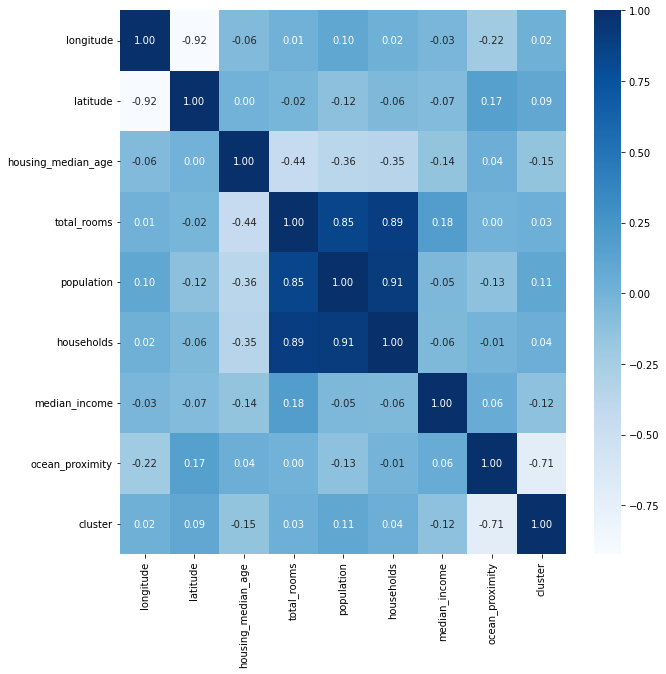 longitude 1.00 -0.92 -0.06 0.01 0.10 0.02 -0.03 -0.22 0.02
latitude -0.92 1.00 0.00 -0.02 -0.12 -0.06 -0.07 0.17 0.09
housing_median_age -0.06 0.00 1.00 -0.44 -0.36 -0.35 -0.14 0.04 -0.15
total_rooms 0.01 -0.02 -0.44 1.00 0.85 0.89 0.18 0.00 0.03
population 0.10 -0.12 -0.36 0.85 1.00 0.91 -0.05 -0.13 0.11
households 0.02 -0.06 -0.35 0.89 0.91 1.00 -0.06 -0.01 0.04
median_income -0.03 -0.07 -0.14 0.18 -0.05 -0.06 1.00 0.06 -0.12
ocean_proximity -0.22 0.17 0.04 0.00 -0.13 -0.01 0.06 1.00 -0.71
cluster 0.02 0.09 -0.15 0.03 0.11 0.04 -0.12 -0.71 1.00
longitude
latitude
housing_median_age
total_rooms
population
households
median_income
ocean_proximity
cluster
1.00
0.75
0.50
0.25
0.00
−0.25
−0.50
−0.75